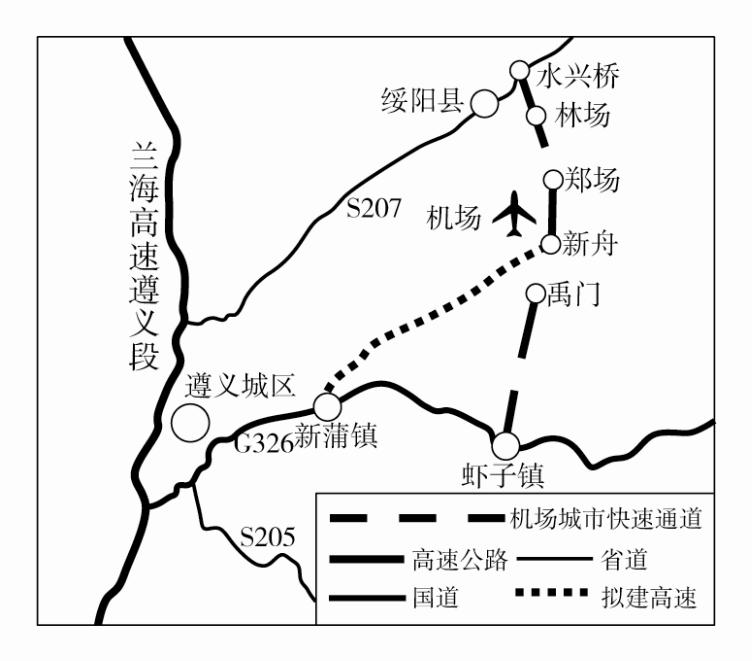 水兴桥
绥阳县
林场
兰海高速遵义段
郑场
S207
机场
新舟
禹门
遵义城区
G326
新蒲镇
虾子镇
机场城市快速通道
S205
高速公路
省道
国道
拟建高速